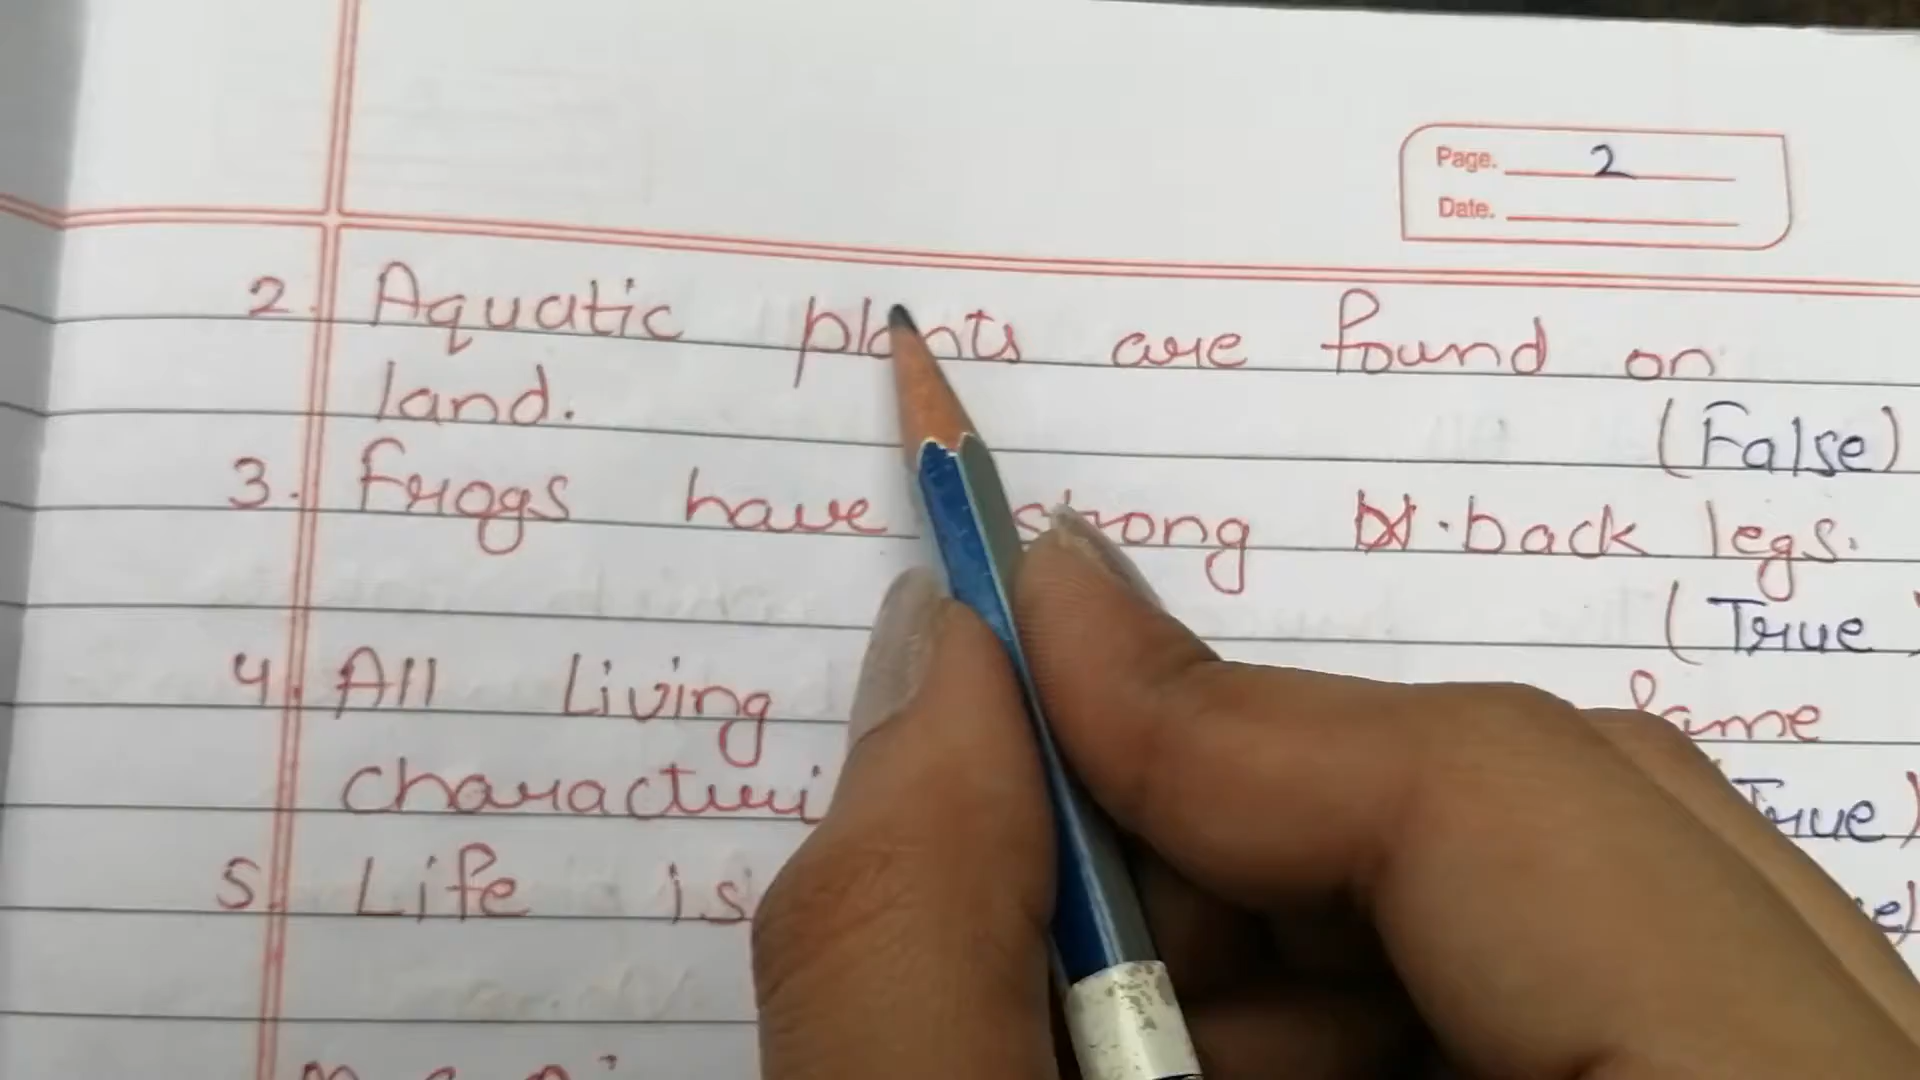 Page. 2
Date.
2. Aquatic plants are found on
land.
(False)
3. Frogs have strong back legs.
(True
4. All Living same
(True)
5. Life is